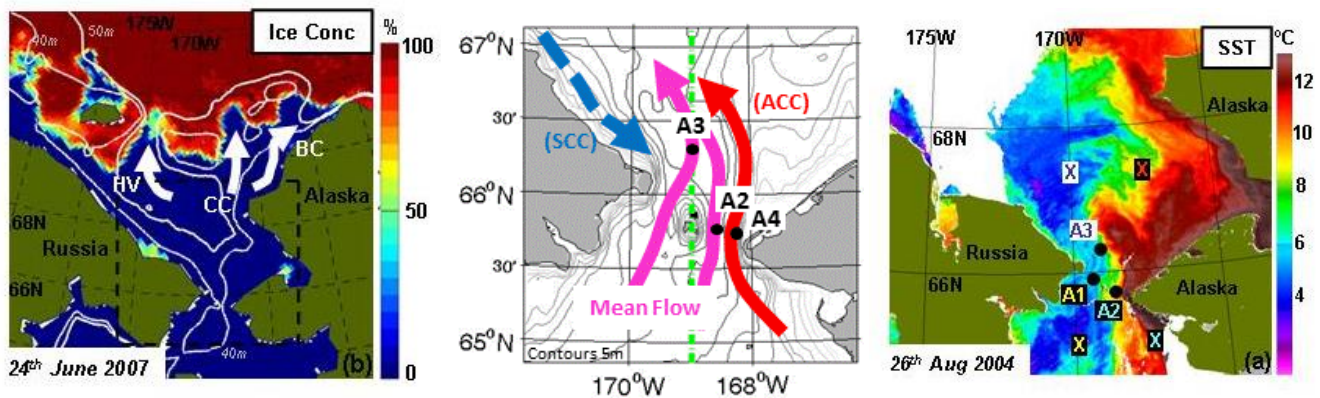 175W
170W
40m
50m
Ice Conc
%
100
50
0
HV
CC
BC
Alaska
Russia
68N
66N
40m
24th June 2007
(b)
67°N
30'
66°N
30'
65°N
(SCC)
(ACC)
A3
A2
A4
Mean Flow
Contours 5m
170°W
168°W
175W
170W
SST
°C
12
10
8
6
4
Alaska
68N
X
X
A3
Russia
66N
A1
A2
Alaska
X
X
26th Aug 2004
(a)